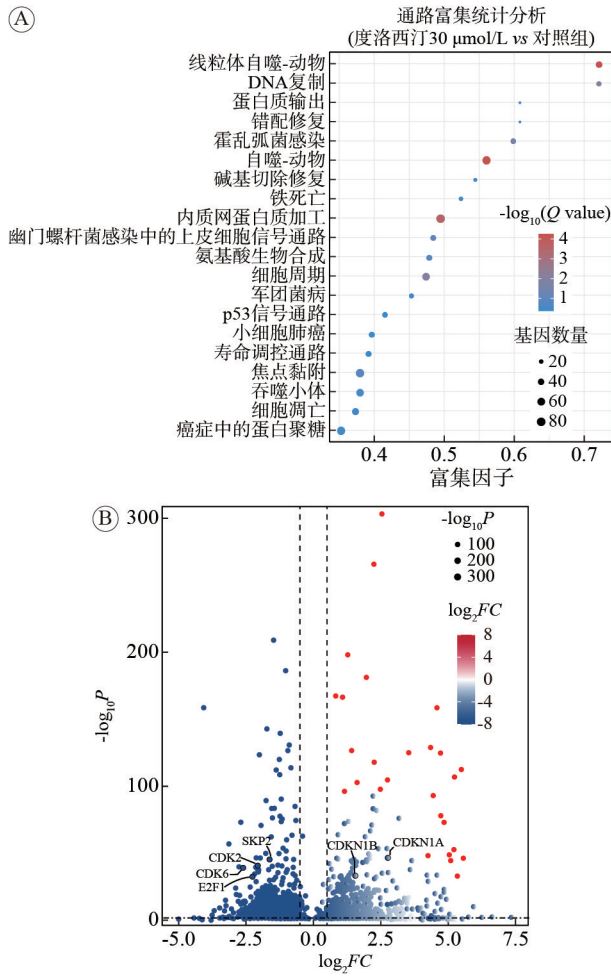 A
通路富集统计分析
(度洛西汀30 μmol/L vs 对照组)
线粒体自噬-动物
DNA复制
蛋白质输出
错配修复
霍乱弧菌感染
自噬-动物
碱基切除修复
铁死亡
内质网蛋白质加工
幽门螺杆菌感染中的上皮细胞信号通路
氨基酸生物合成
细胞周期
军团菌病
p53信号通路
小细胞肺癌
寿命调控通路
焦点黏附
吞噬小体
细胞凋亡
癌症中的蛋白聚糖
-log10(Q value)
4
3
2
1
基因数量
20
40
60
80
0.4 0.5 0.6 0.7
富集因子
B
300
200
100
0
-log10P
-log10P
100
200
300
log2FC
8
4
0
-4
-8
SKP2
CDK2
CDK6
E2F1
CDKN1B
CDKN1A
-5.0 -2.5 0.0 2.5 5.0 7.5
log2FC